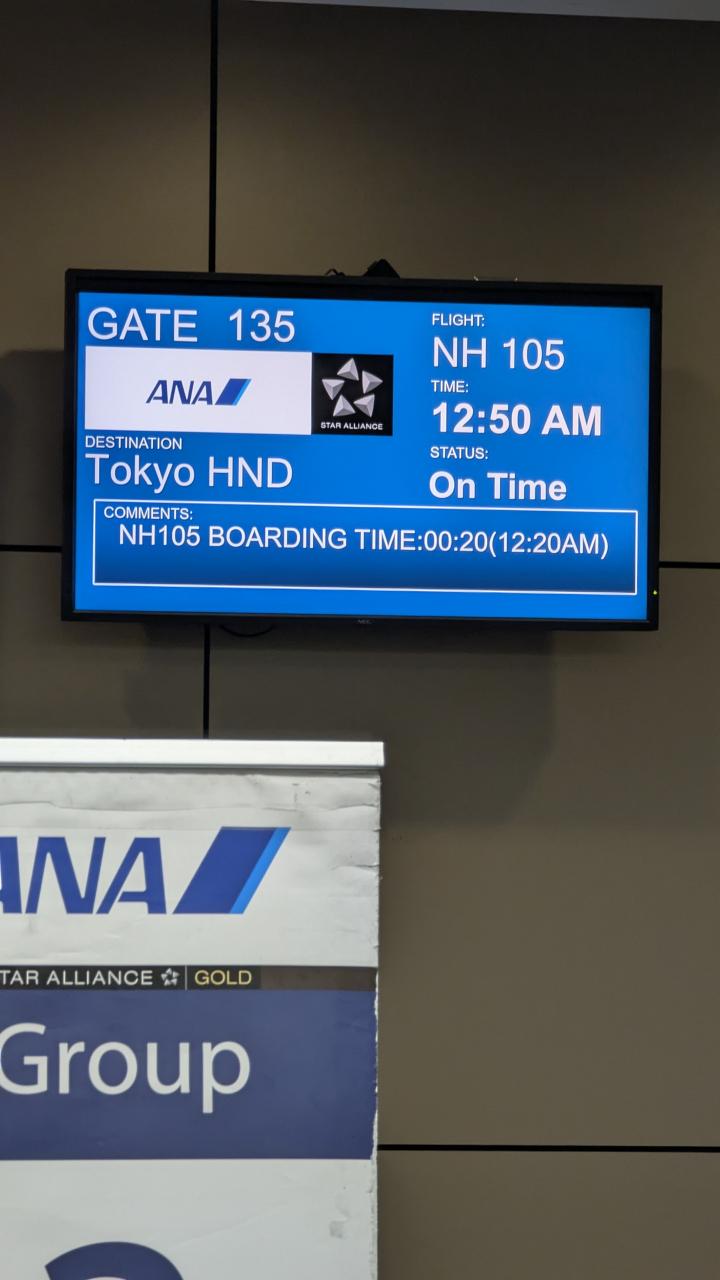 GATE 135
ANA
STAR ALLIANCE
DESTINATION
Tokyo HND
FLIGHT:
NH 105
TIME:
12:50 AM
STATUS:
On Time
COMMENTS:
NH105 BOARDING TIME:00:20(12:20AM)
NEC
ANA
TAR ALLIANCE GOLD
Group